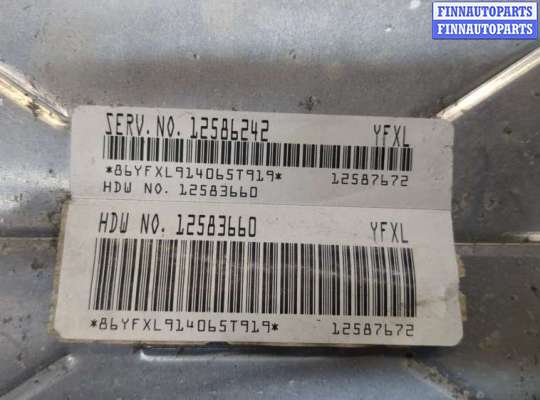 FINNAUTOPARTS
FINNAUTOPARTS
SERV. NO. 12586242 YFXL
*86YFXL914065T919* 12587672
HDW NO. 12583660
HDW NO. 12583660 YFXL
*86YFXL914065T919* 12587672